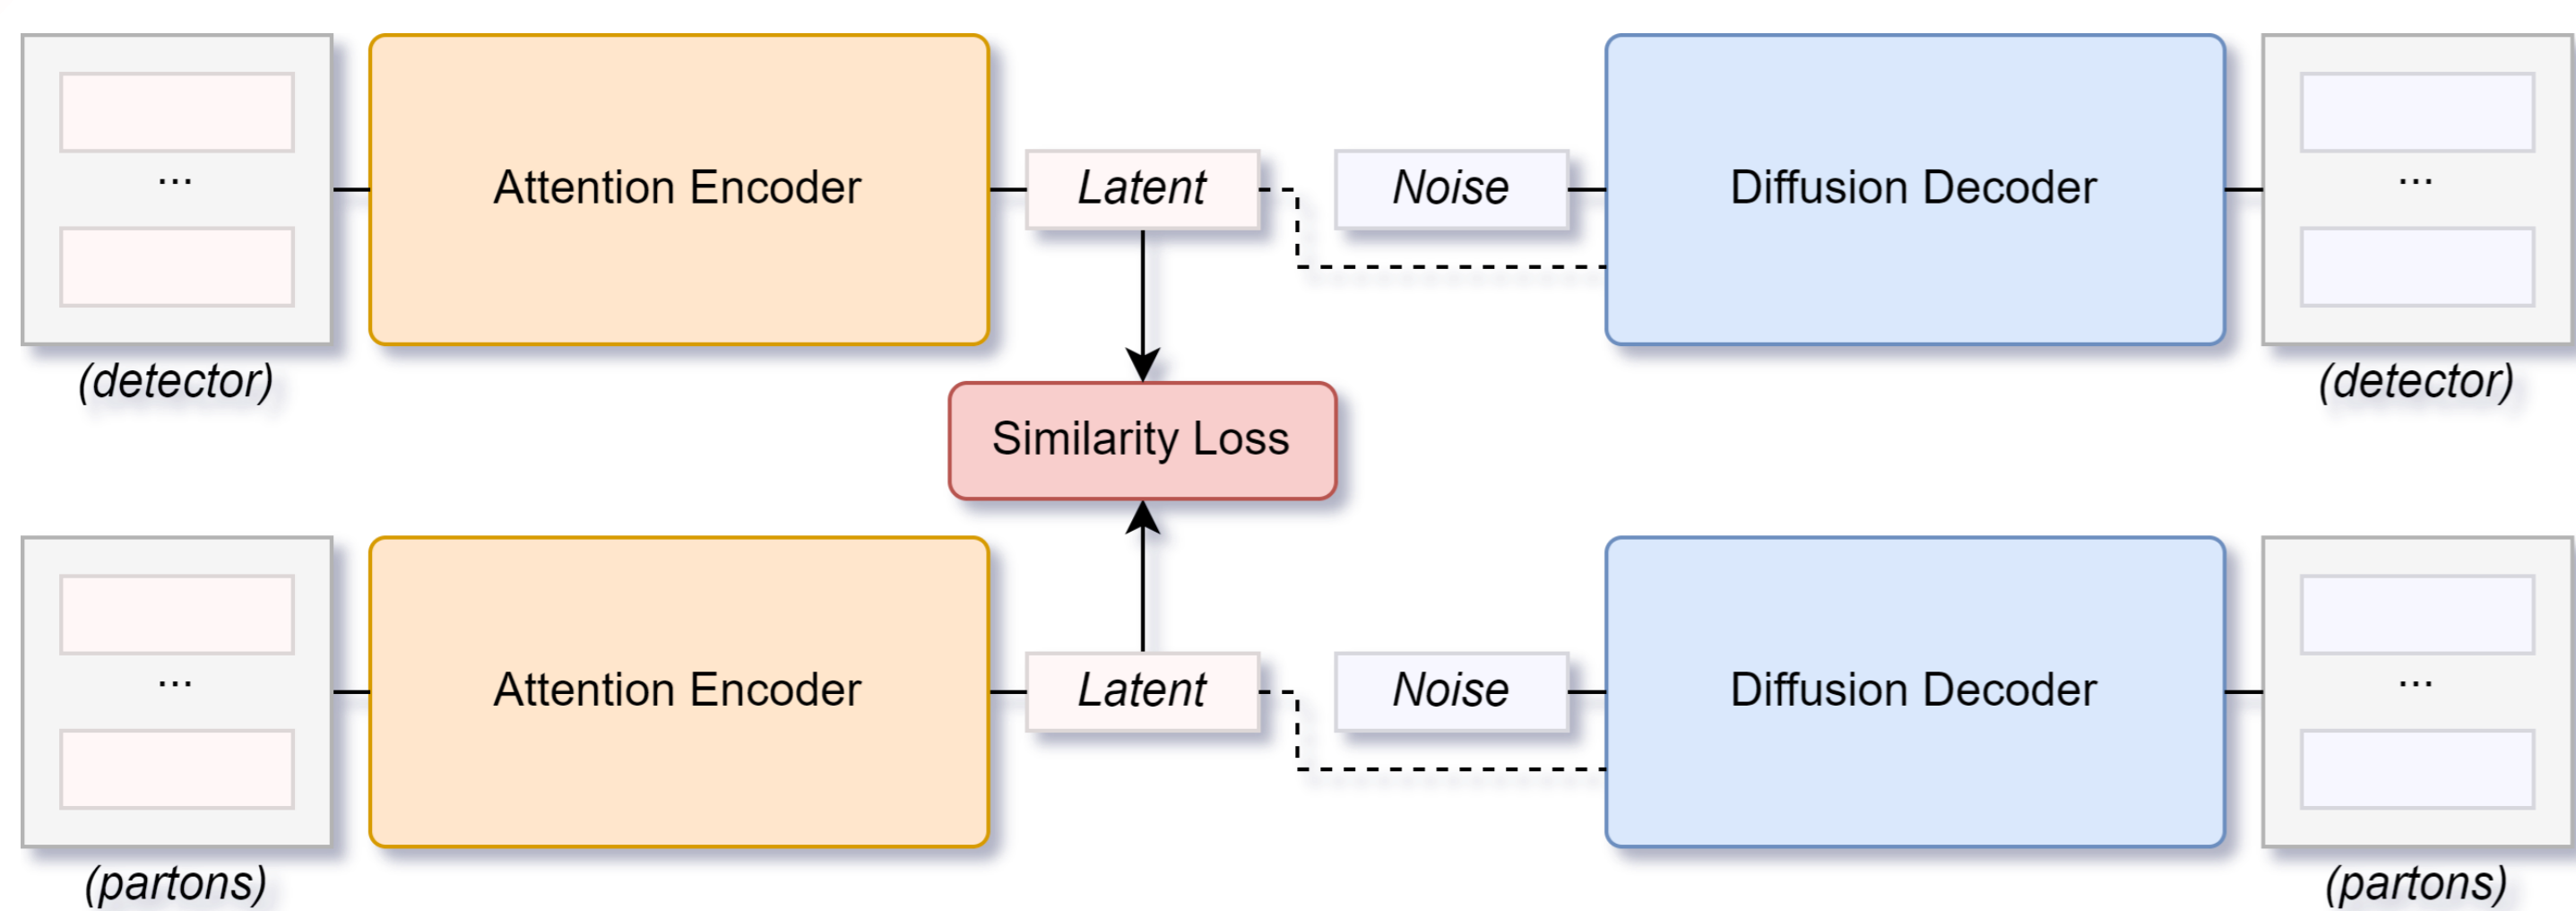 ...
Attention Encoder
Latent
Noise
Diffusion Decoder
...
(detector)
(detector)
Similarity Loss
...
Attention Encoder
Latent
Noise
Diffusion Decoder
...
(partons)
(partons)